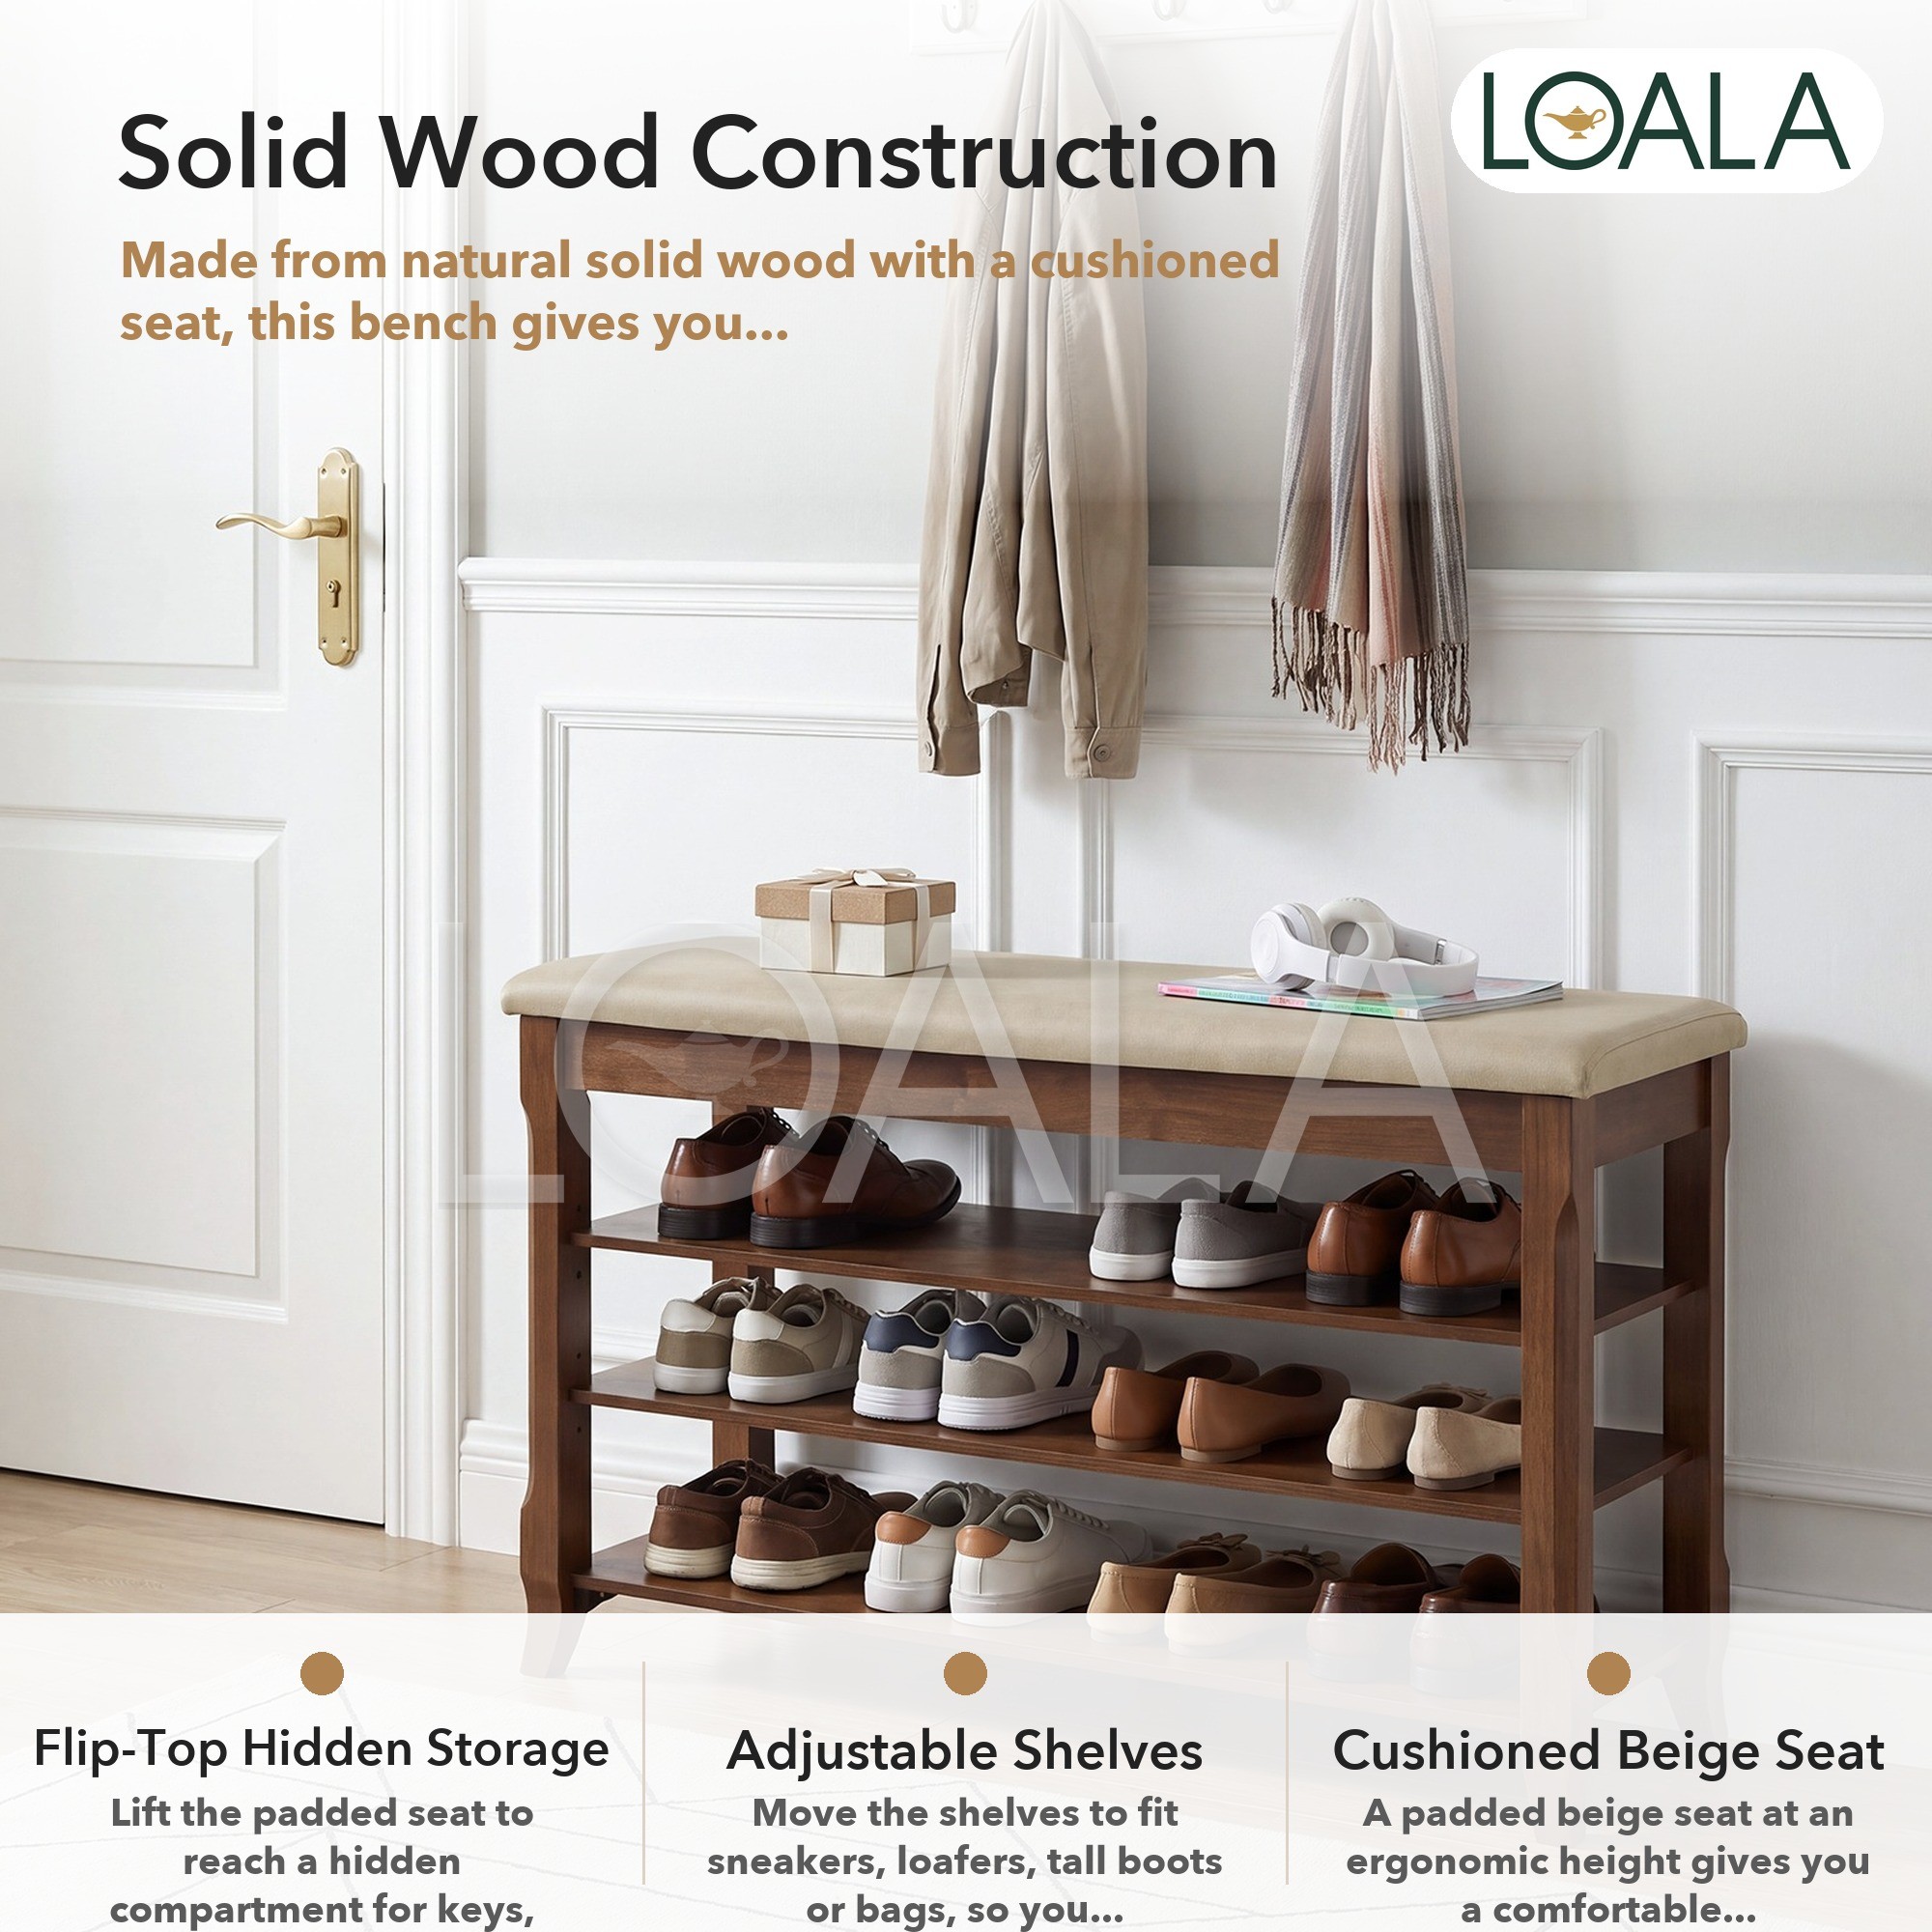 LOALA
Solid Wood Construction
Made from natural solid wood with a cushioned
seat, this bench gives you...
LOALA
Flip-Top Hidden Storage
Lift the padded seat to
reach a hidden
compartment for keys,
Adjustable Shelves
Move the shelves to fit
sneakers, loafers, tall boots
or bags, so you...
Cushioned Beige Seat
A padded beige seat at an
ergonomic height gives you
a comfortable...